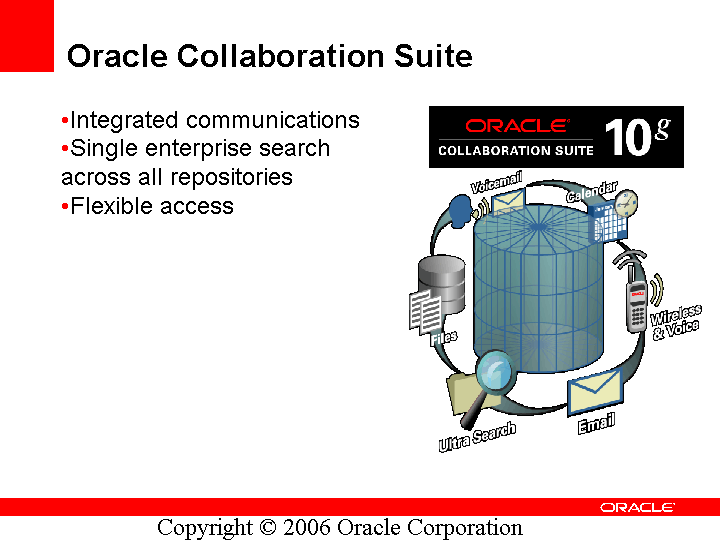 Oracle Collaboration Suite
•Integrated communications
•Single enterprise search
across all repositories
•Flexible access
ORACLE
COLLABORATION SUITE 10g
Voicemail
Calendar
Wireless
& Voice
Files
Ultra Search
Email
ORACLE
Copyright © 2006 Oracle Corporation